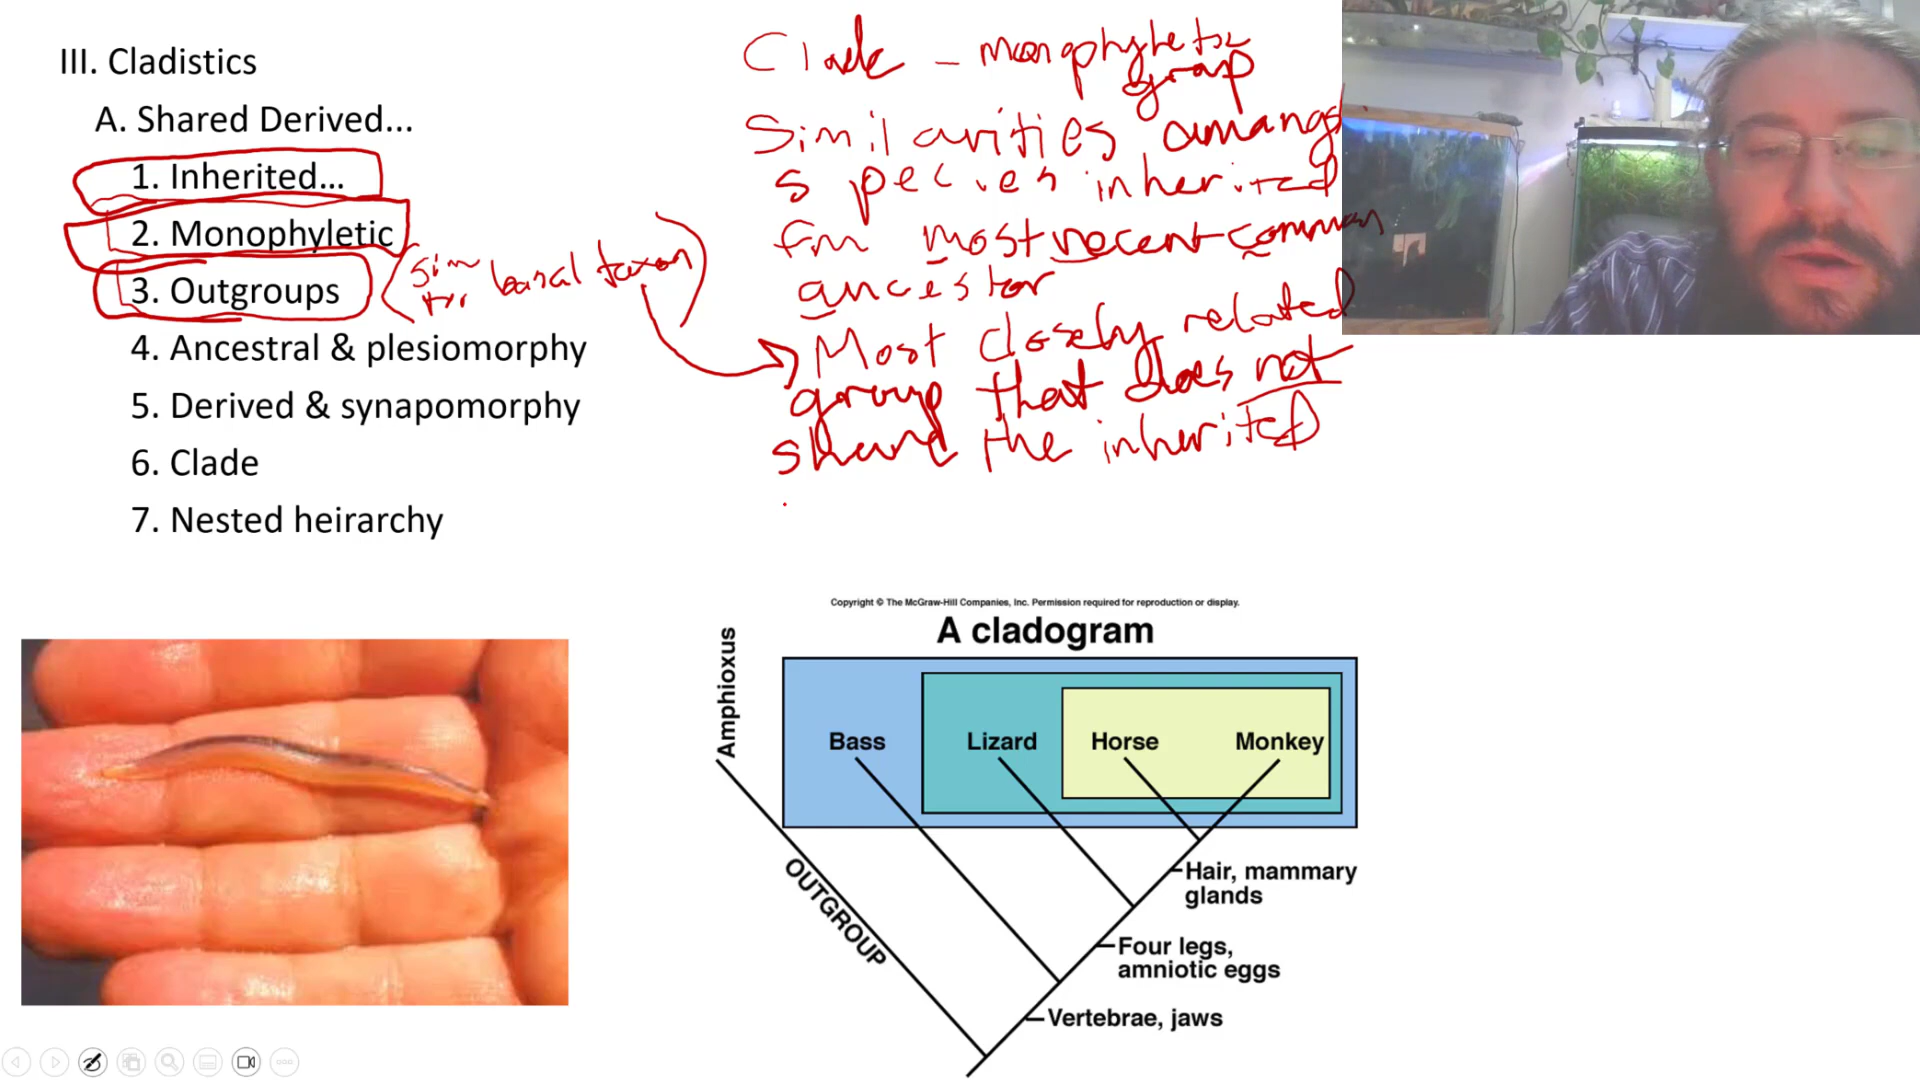 III. Cladistics
A. Shared Derived...
1. Inherited...
2. Monophyletic
3. Outgroups
4. Ancestral & plesiomorphy
5. Derived & synapomorphy
6. Clade
7. Nested heirarchy
Sim
to
basal taxon
Clade - monophyletic
group
Similarities amongst
species inherited
fm most recent common
ancestor
Most closely related
group that does not
shared the inherited
Copyright © The McGraw-Hill Companies, Inc. Permission required for reproduction or display.
A cladogram
Amphioxus
Bass
Lizard
Horse
Monkey
OUTGROUP
Hair, mammary
glands
Four legs,
amniotic eggs
Vertebrae, jaws